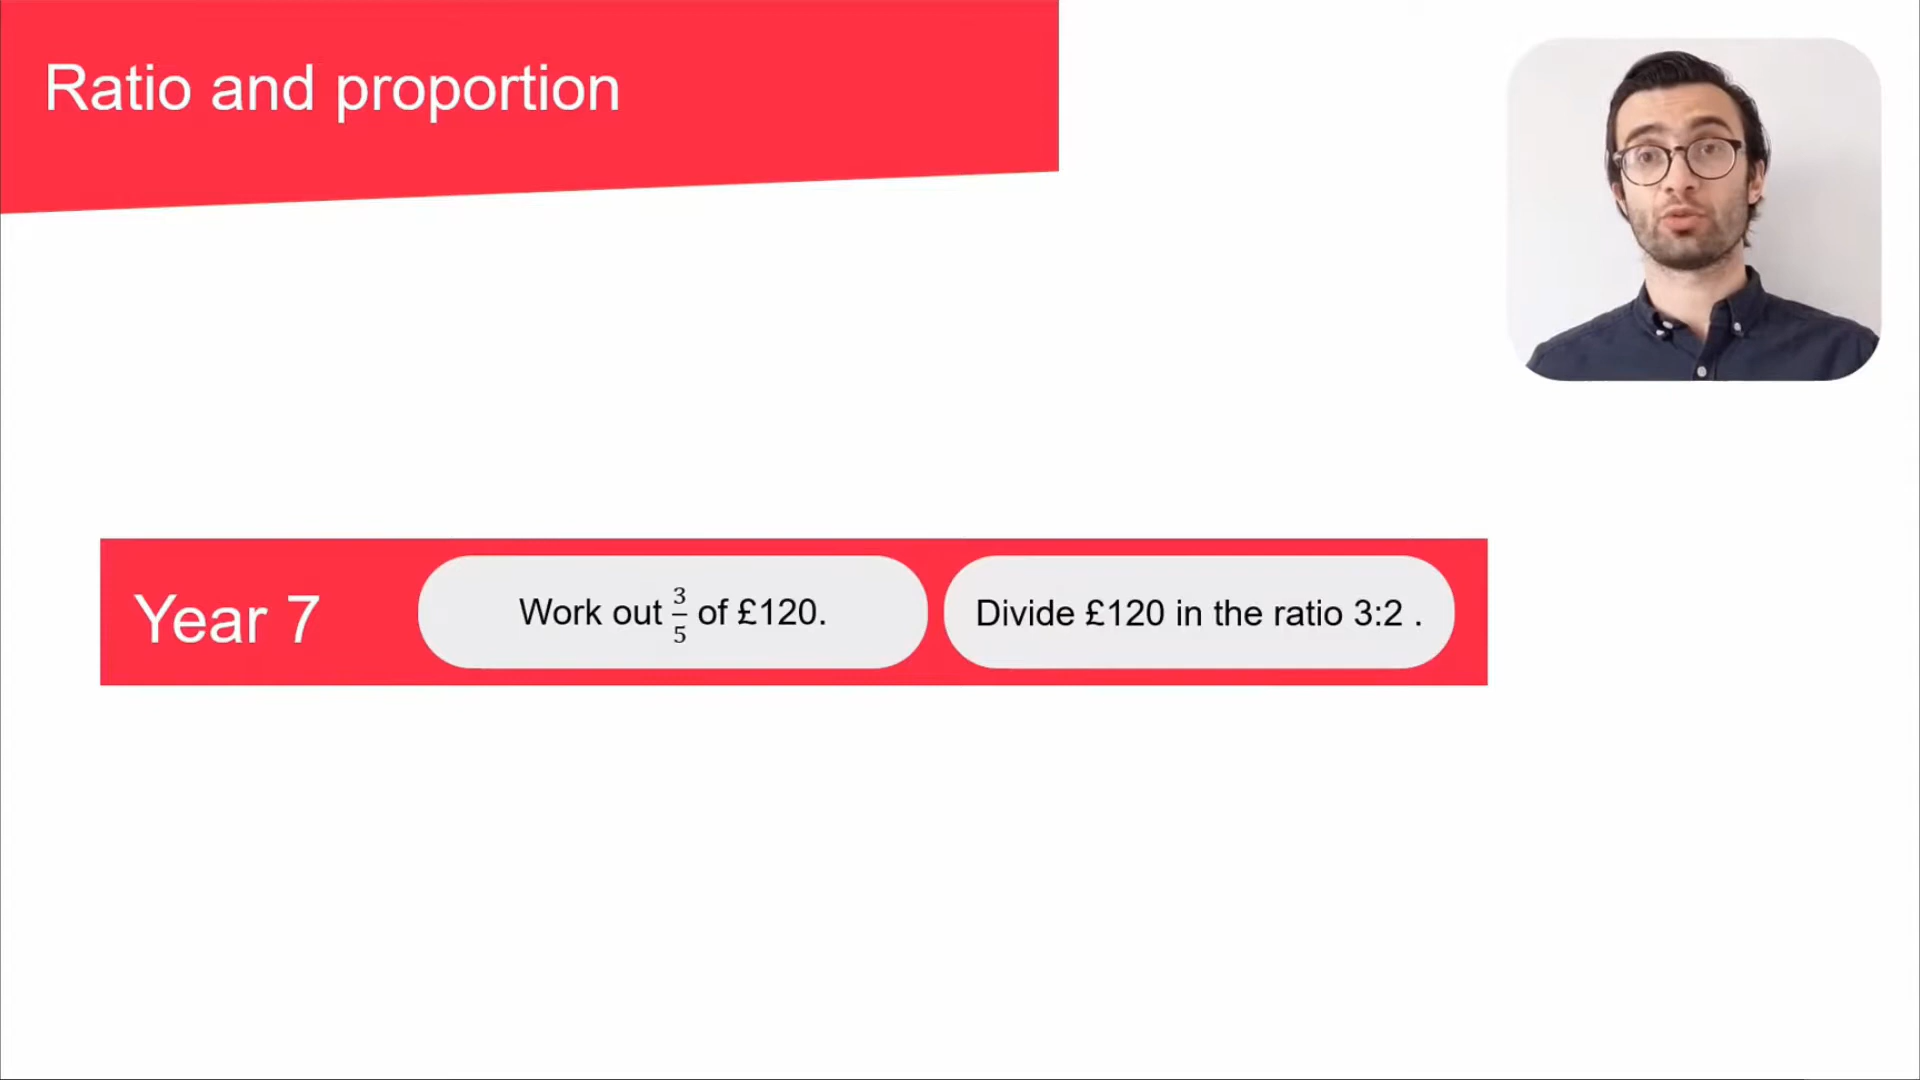 Ratio and proportion
Year 7
Work out 3/5 of £120.
Divide £120 in the ratio 3:2 .